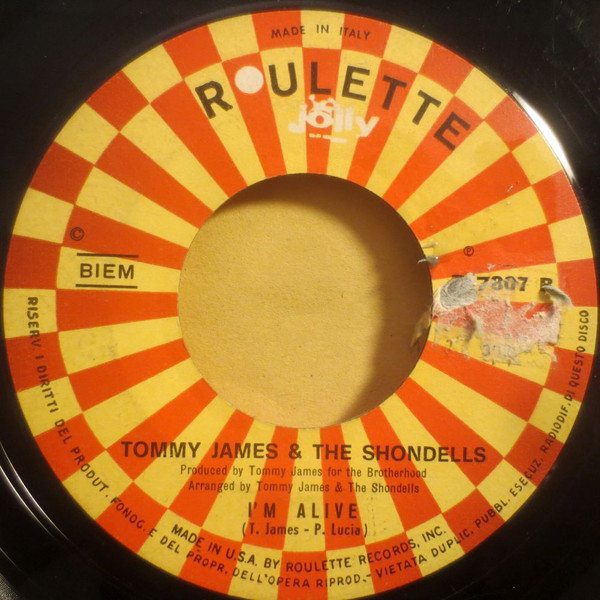 MADE IN ITALY
ROULETTE
jolly
©
℗
BIEM
7807 B
TOMMY JAMES & THE SHONDELLS
Produced by Tommy James for the Brotherhood
Arranged by Tommy James & The Shondells
I'M ALIVE
(T. James - P. Lucia)
MADE IN U.S.A. BY ROULETTE RECORDS, INC.
RISERV. I DIRITTI DEL PRODUT. FONOG. E DEL PROPR. DELL'OPERA RIPROD.- VIETATA DUPLIC. PUBBL. ESECUZ. RADIODIF. DI QUESTO DISCO